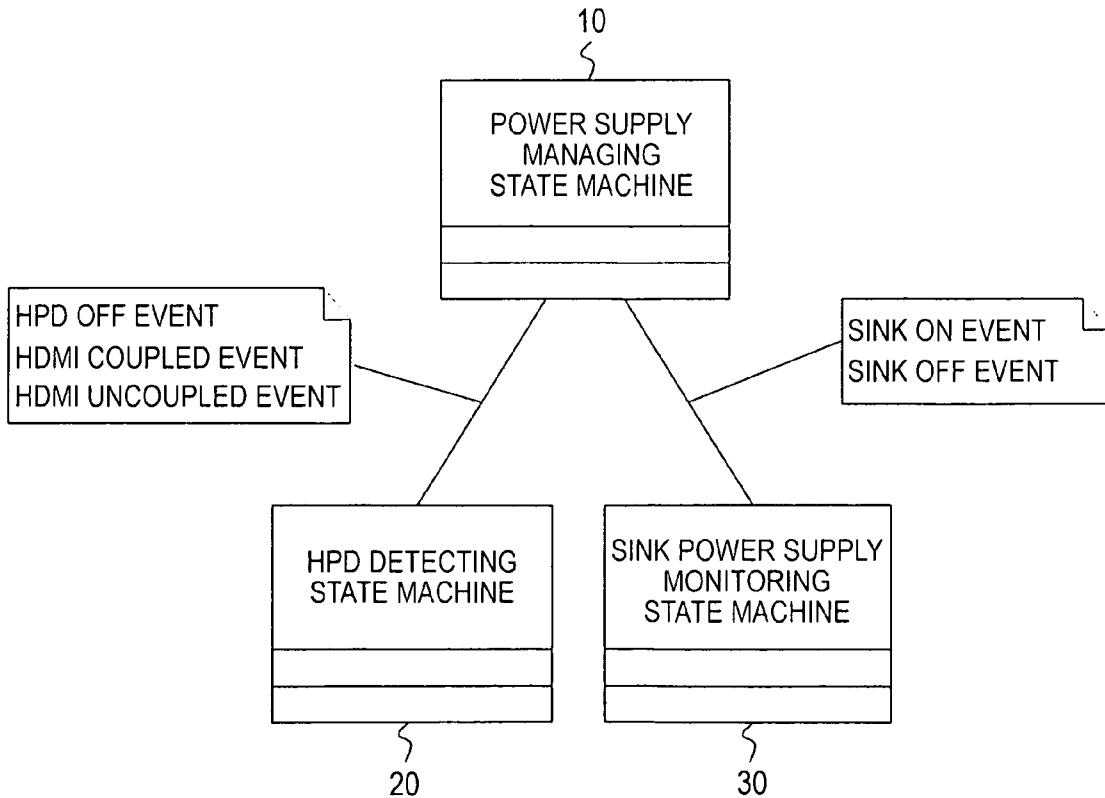 10
POWER SUPPLY
MANAGING
STATE MACHINE
HPD OFF EVENT
HDMI COUPLED EVENT
HDMI UNCOUPLED EVENT
SINK ON EVENT
SINK OFF EVENT
HPD DETECTING
STATE MACHINE
SINK POWER SUPPLY
MONITORING
STATE MACHINE
20
30